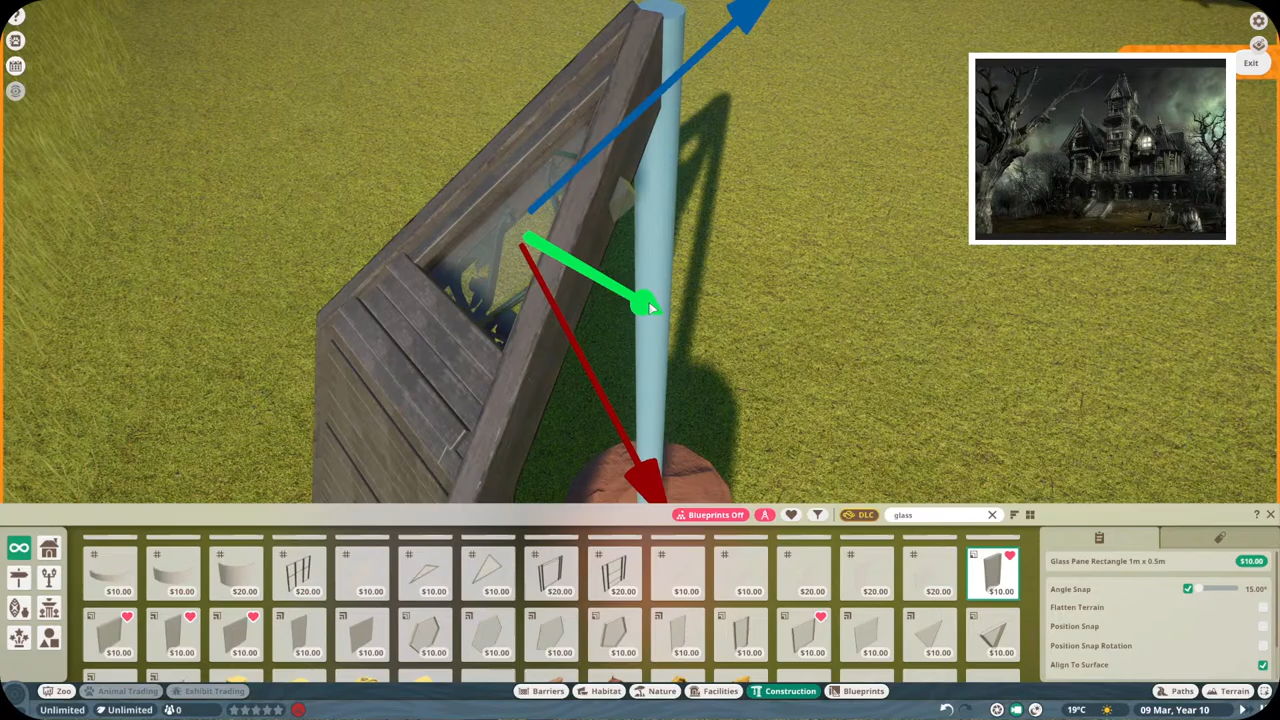 ?
Exit
Blueprints Off
DLC
glass
?
$10.00 $10.00 $20.00 $20.00 $10.00 $10.00 $10.00 $20.00 $20.00 $10.00 $10.00 $20.00 $20.00 $20.00 $10.00
$10.00 $10.00 $10.00 $10.00 $10.00 $10.00 $10.00 $10.00 $10.00 $10.00 $10.00 $10.00 $10.00 $10.00 $10.00
Glass Pane Rectangle 1m x 0.5m $10.00
Angle Snap 15.00°
Flatten Terrain
Position Snap
Position Snap Rotation
Align To Surface
Zoo Animal Trading Exhibit Trading Barriers Habitat Nature Facilities Construction Blueprints Paths Terrain
Unlimited Unlimited 0 19°C 09 Mar, Year 10